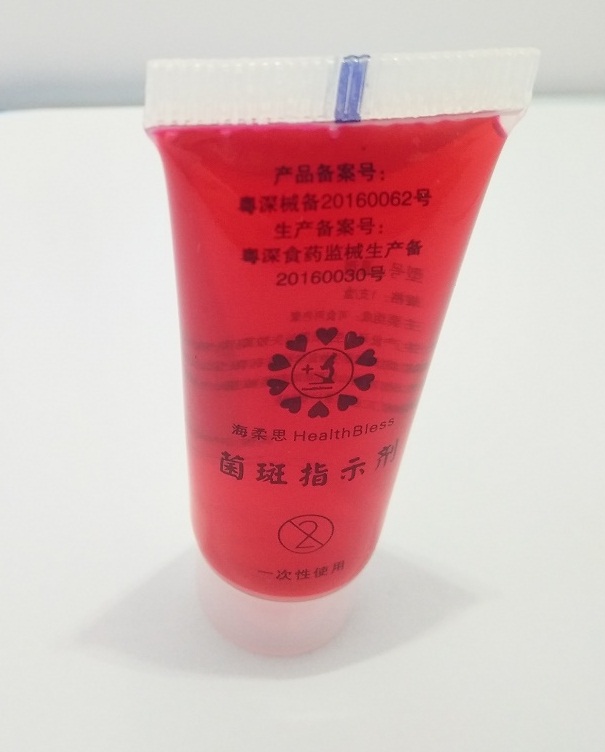 产品备案号:
粤深械备20160062号
生产备案号:
粤深食药监械生产备
20160030号
海柔思 HealthBless
菌斑指示剂
2
一次性使用